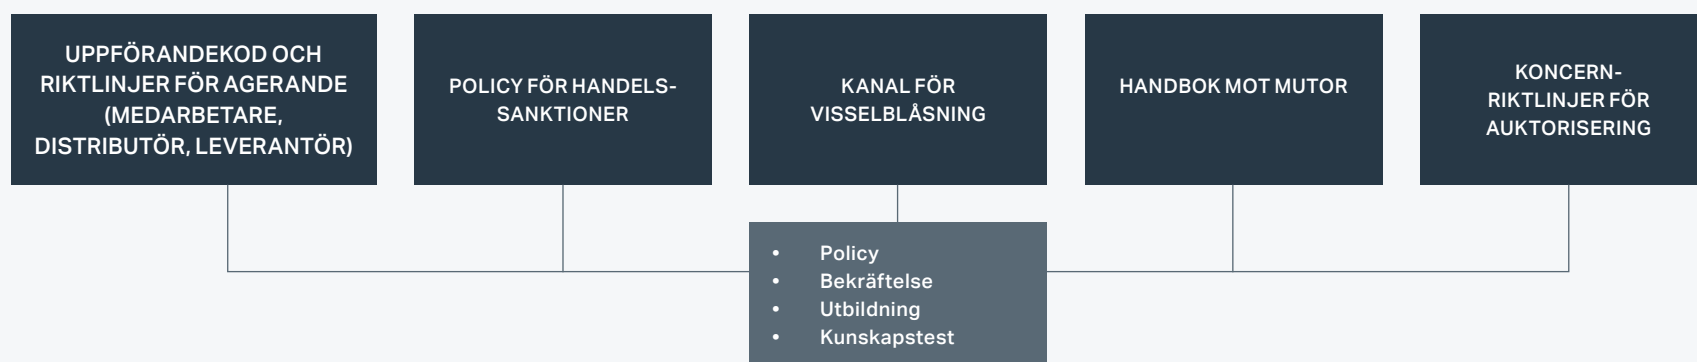 UPPFÖRANDEKOD OCH
RIKTLINJER FÖR AGERANDE
(MEDARBETARE,
DISTRIBUTÖR, LEVERANTÖR)
POLICY FÖR HANDELS-
SANKTIONER
KANAL FÖR
VISSELBLÅSNING
HANDBOK MOT MUTOR
KONCERN-
RIKTLINJER FÖR
AUKTORISERING
• Policy
• Bekräftelse
• Utbildning
• Kunskapstest